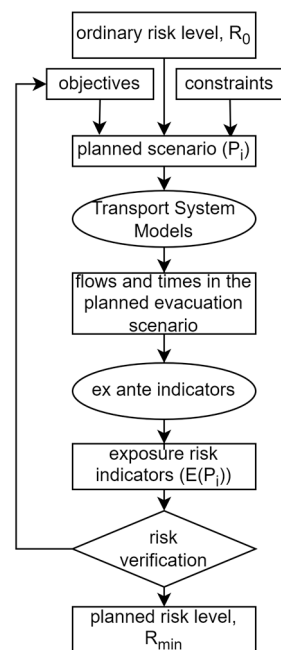 ordinary risk level, R₀
objectives
constraints
planned scenario (Pᵢ)
Transport System
Models
flows and times in the
planned evacuation
scenario
ex ante indicators
exposure risk
indicators (E(Pᵢ))
risk
verification
planned risk level,
Rₘᵢₙ